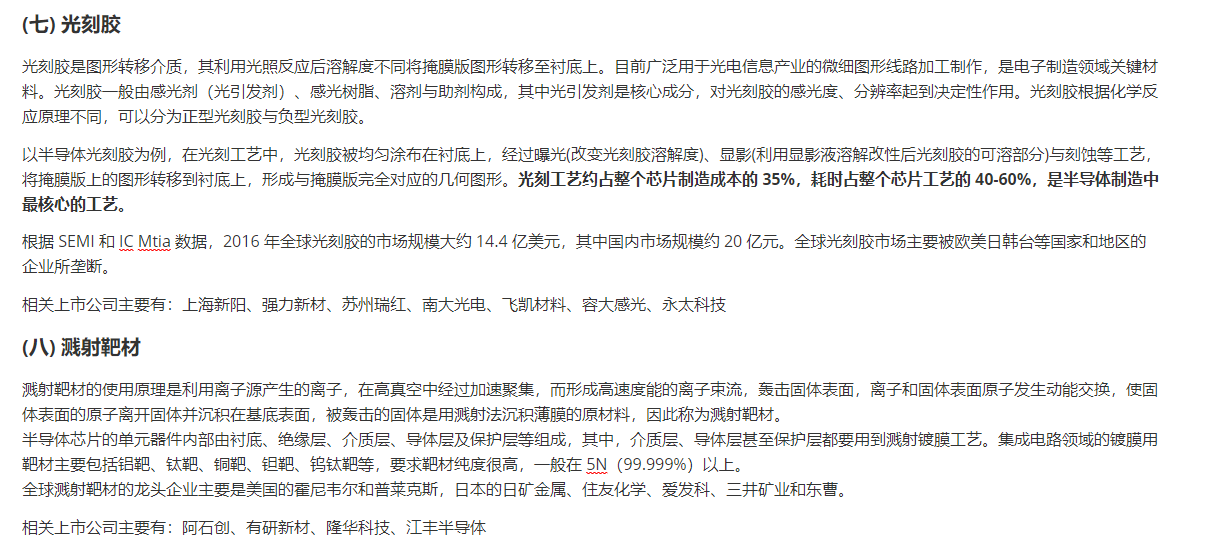 (七) 光刻胶
光刻胶是图形转移介质，其利用光照反应后溶解度不同将掩膜版图形转移至衬底上。目前广泛用于光电信息产业的微细图形线路加工制作，是电子制造领域关键材
料。光刻胶一般由感光剂（光引发剂）、感光树脂、溶剂与助剂构成，其中光引发剂是核心成分，对光刻胶的感光度、分辨率起到决定性作用。光刻胶根据化学反
应原理不同，可以分为正型光刻胶与负型光刻胶。
以半导体光刻胶为例，在光刻工艺中，光刻胶被均匀涂布在衬底上，经过曝光(改变光刻胶溶解度)、显影(利用显影液溶解改性后光刻胶的可溶部分)与刻蚀等工艺，
将掩膜版上的图形转移到衬底上，形成与掩膜版完全对应的几何图形。光刻工艺约占整个芯片制造成本的 35%，耗时占整个芯片工艺的 40-60%，是半导体制造中
最核心的工艺。
根据 SEMI 和 IC Mtia 数据，2016 年全球光刻胶的市场规模大约 14.4 亿美元，其中国内市场规模约 20 亿元。全球光刻胶市场主要被欧美日韩台等国家和地区的
企业所垄断。
相关上市公司主要有：上海新阳、强力新材、苏州瑞红、南大光电、飞凯材料、容大感光、永太科技
(八) 溅射靶材
溅射靶材的使用原理是利用离子源产生的离子，在高真空中经过加速聚集，而形成高速度能的离子束流，轰击固体表面，离子和固体表面原子发生动能交换，使固
体表面的原子离开固体并沉积在基底表面，被轰击的固体是用溅射法沉积薄膜的原材料，因此称为溅射靶材。
半导体芯片的单元器件内部由衬底、绝缘层、介质层、导体层及保护层等组成，其中，介质层、导体层甚至保护层都要用到溅射镀膜工艺。集成电路领域的镀膜用
靶材主要包括铝靶、钛靶、铜靶、钽靶、钨钛靶等，要求靶材纯度很高，一般在 5N（99.999%）以上。
全球溅射靶材的龙头企业主要是美国的霍尼韦尔和普莱克斯，日本的日矿金属、住友化学、爱发科、三井矿业和东曹。
相关上市公司主要有：阿石创、有研新材、隆华科技、江丰半导体